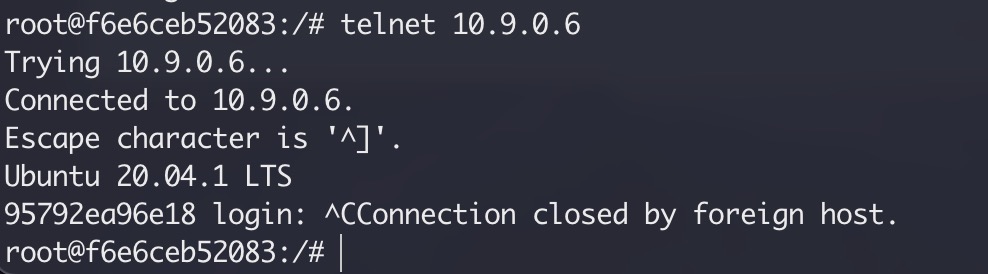 root@f6e6ceb52083:/# telnet 10.9.0.6
Trying 10.9.0.6...
Connected to 10.9.0.6.
Escape character is '^]'.
Ubuntu 20.04.1 LTS
95792ea96e18 login: ^CConnection closed by foreign host.
root@f6e6ceb52083:/#